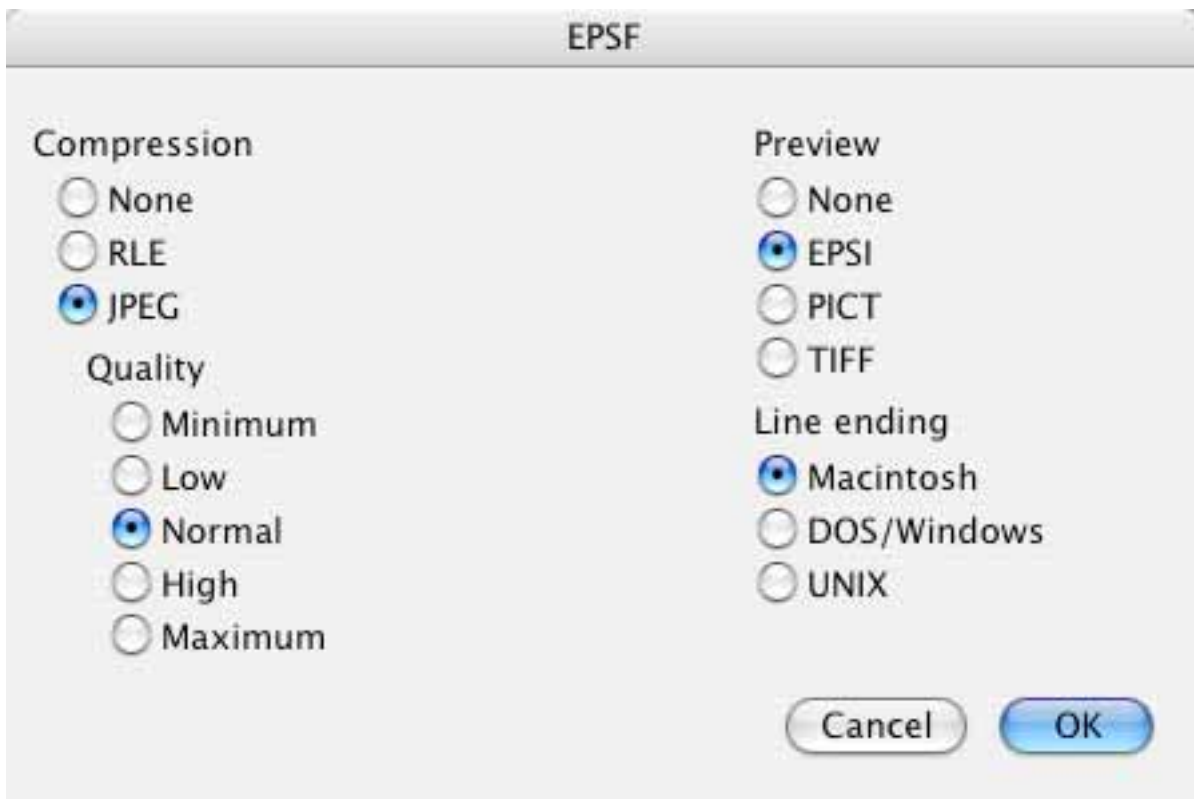 EPSF
Compression
None
RLE
JPEG
Quality
Minimum
Low
Normal
High
Maximum
Preview
None
EPSI
PICT
TIFF
Line ending
Macintosh
DOS/Windows
UNIX
Cancel
OK